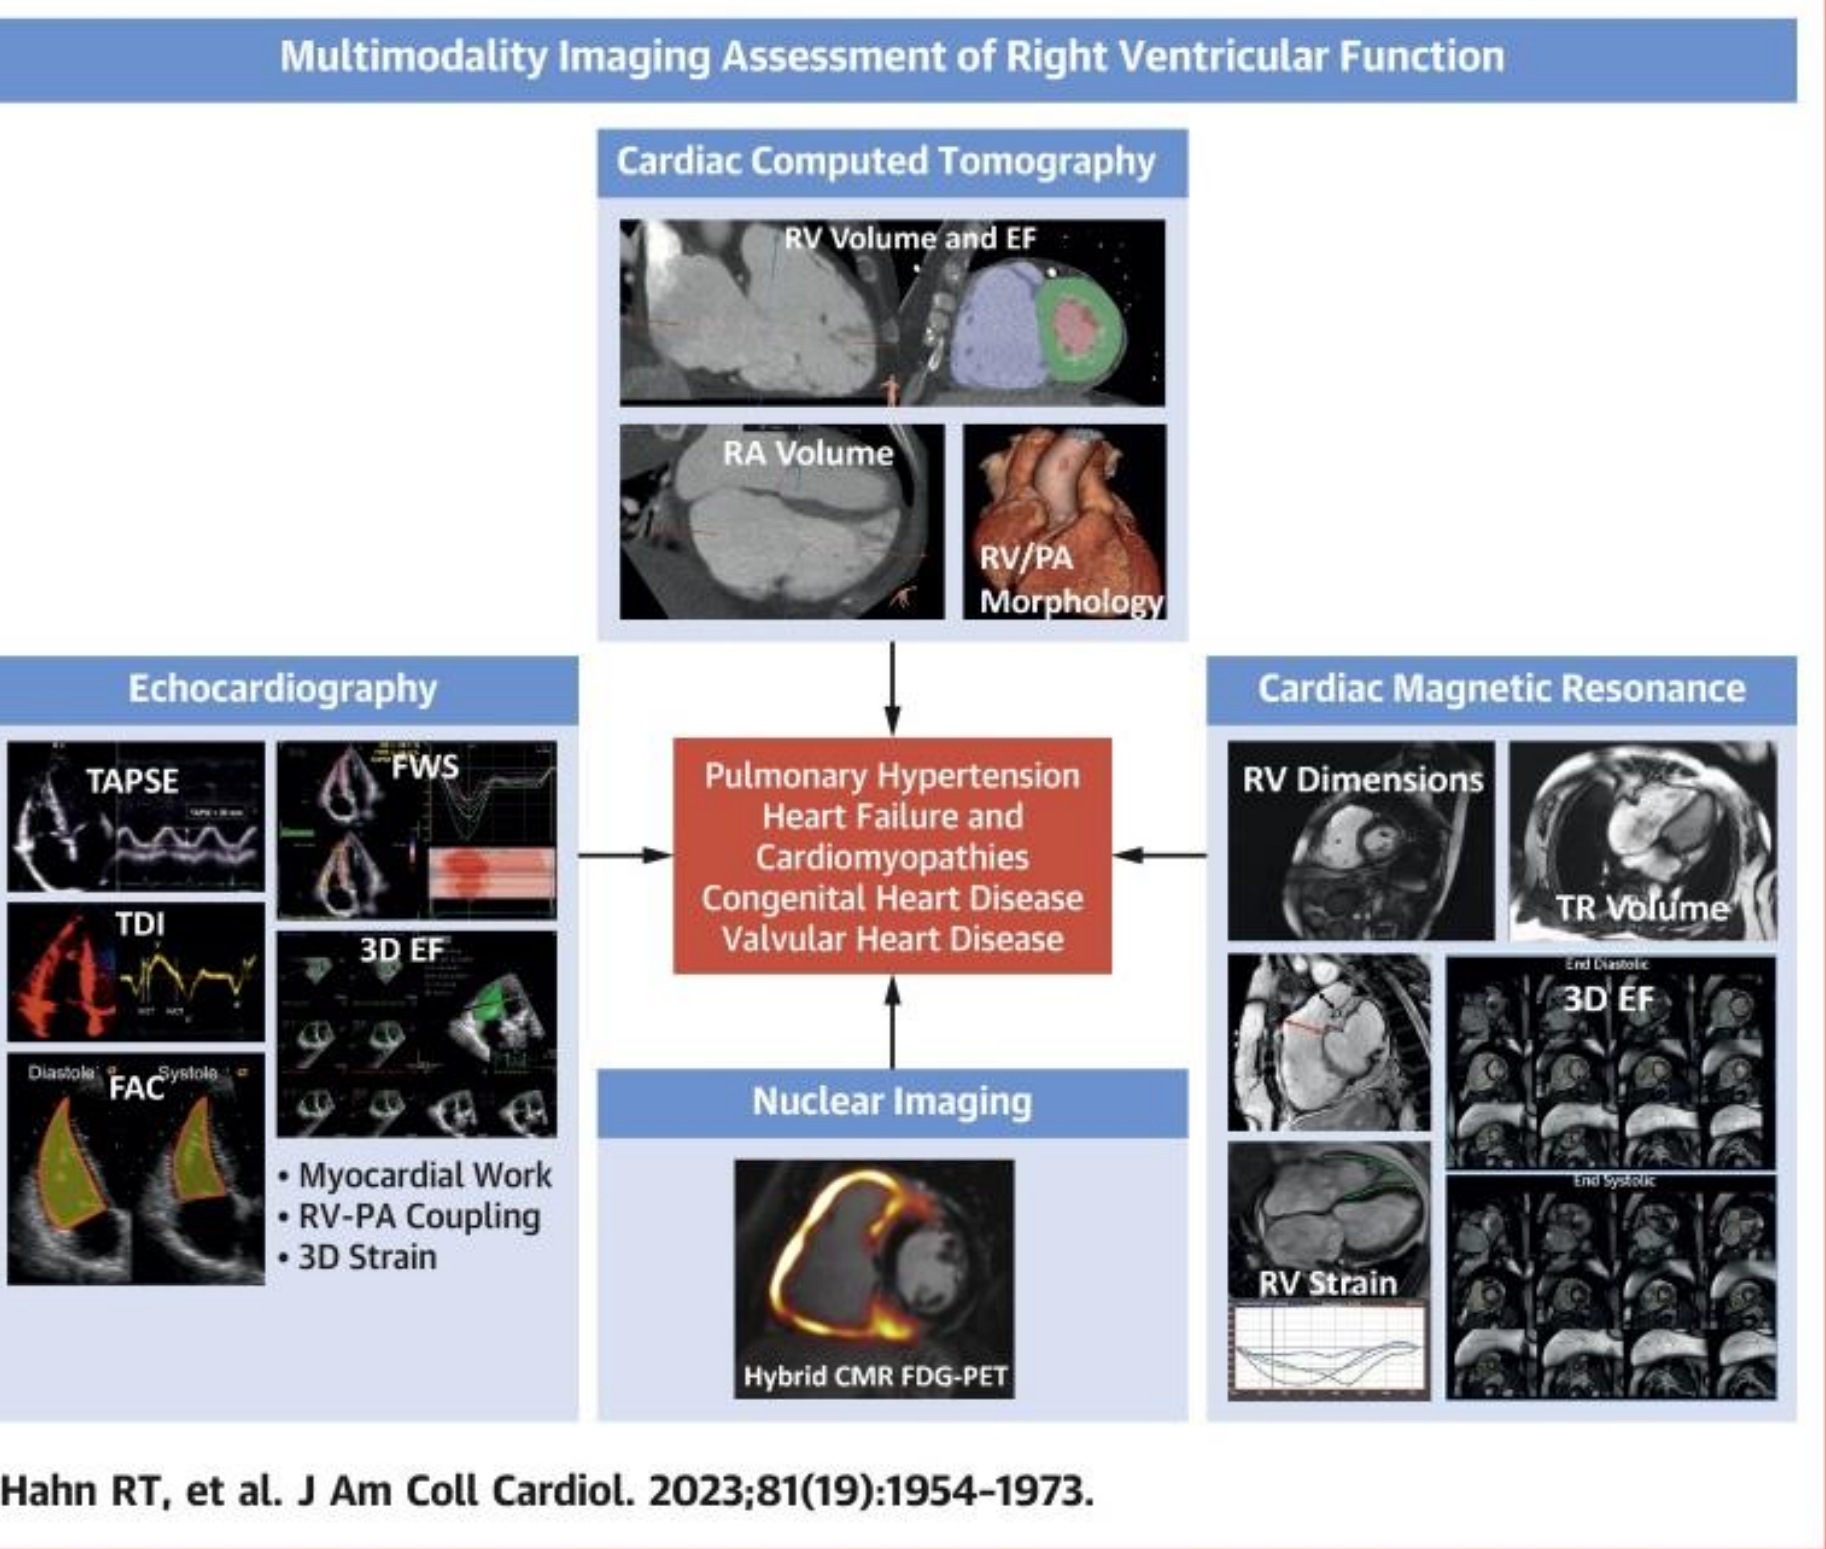 Multimodality Imaging Assessment of Right Ventricular Function
Cardiac Computed Tomography
RV Volume and EF
RA Volume
RV/PA
Morphology
Echocardiography
TAPSE
FWS
TDI
3D EF
Diastole
Systole
FAC
• Myocardial Work
• RV-PA Coupling
• 3D Strain
Pulmonary Hypertension
Heart Failure and
Cardiomyopathies
Congenital Heart Disease
Valvular Heart Disease
Nuclear Imaging
Hybrid CMR FDG-PET
Cardiac Magnetic Resonance
RV Dimensions
TR Volume
End Diastolic
3D EF
End Systolic
RV Strain
Hahn RT, et al. J Am Coll Cardiol. 2023;81(19):1954–1973.